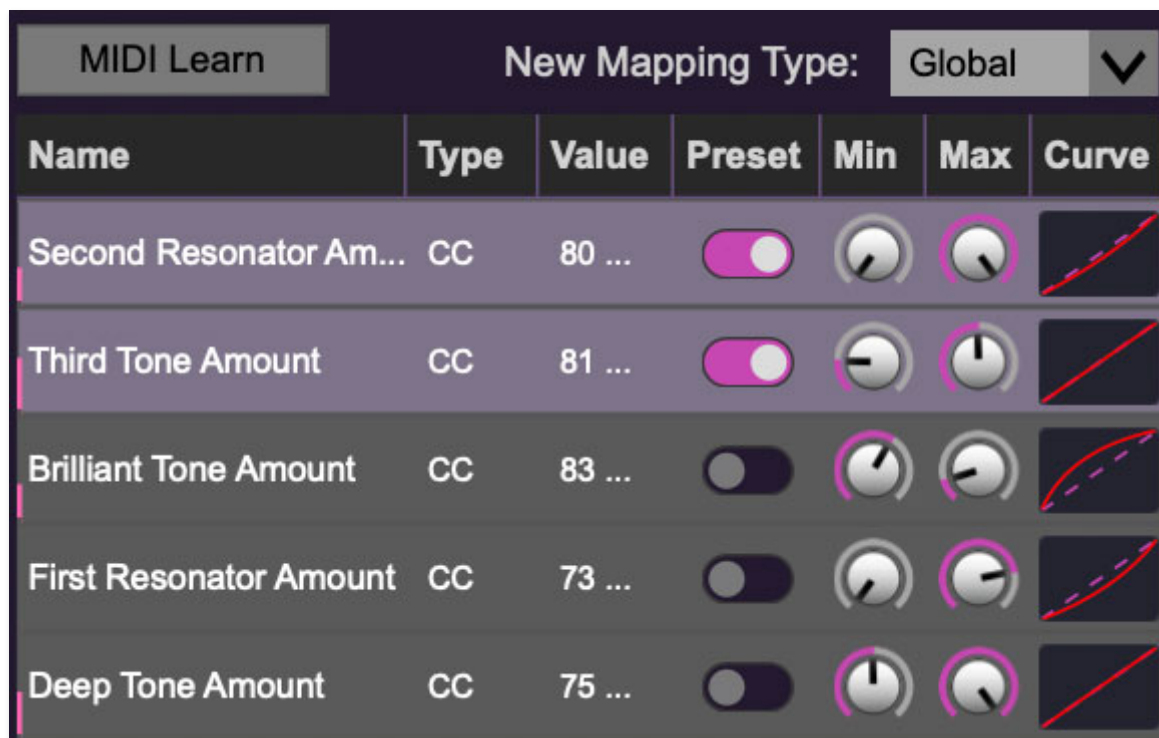 MIDI Learn New Mapping Type: Global
Name Type Value Preset Min Max Curve
Second Resonator Am... CC 80 ...
Third Tone Amount CC 81 ...
Brilliant Tone Amount CC 83 ...
First Resonator Amount CC 73 ...
Deep Tone Amount CC 75 ...